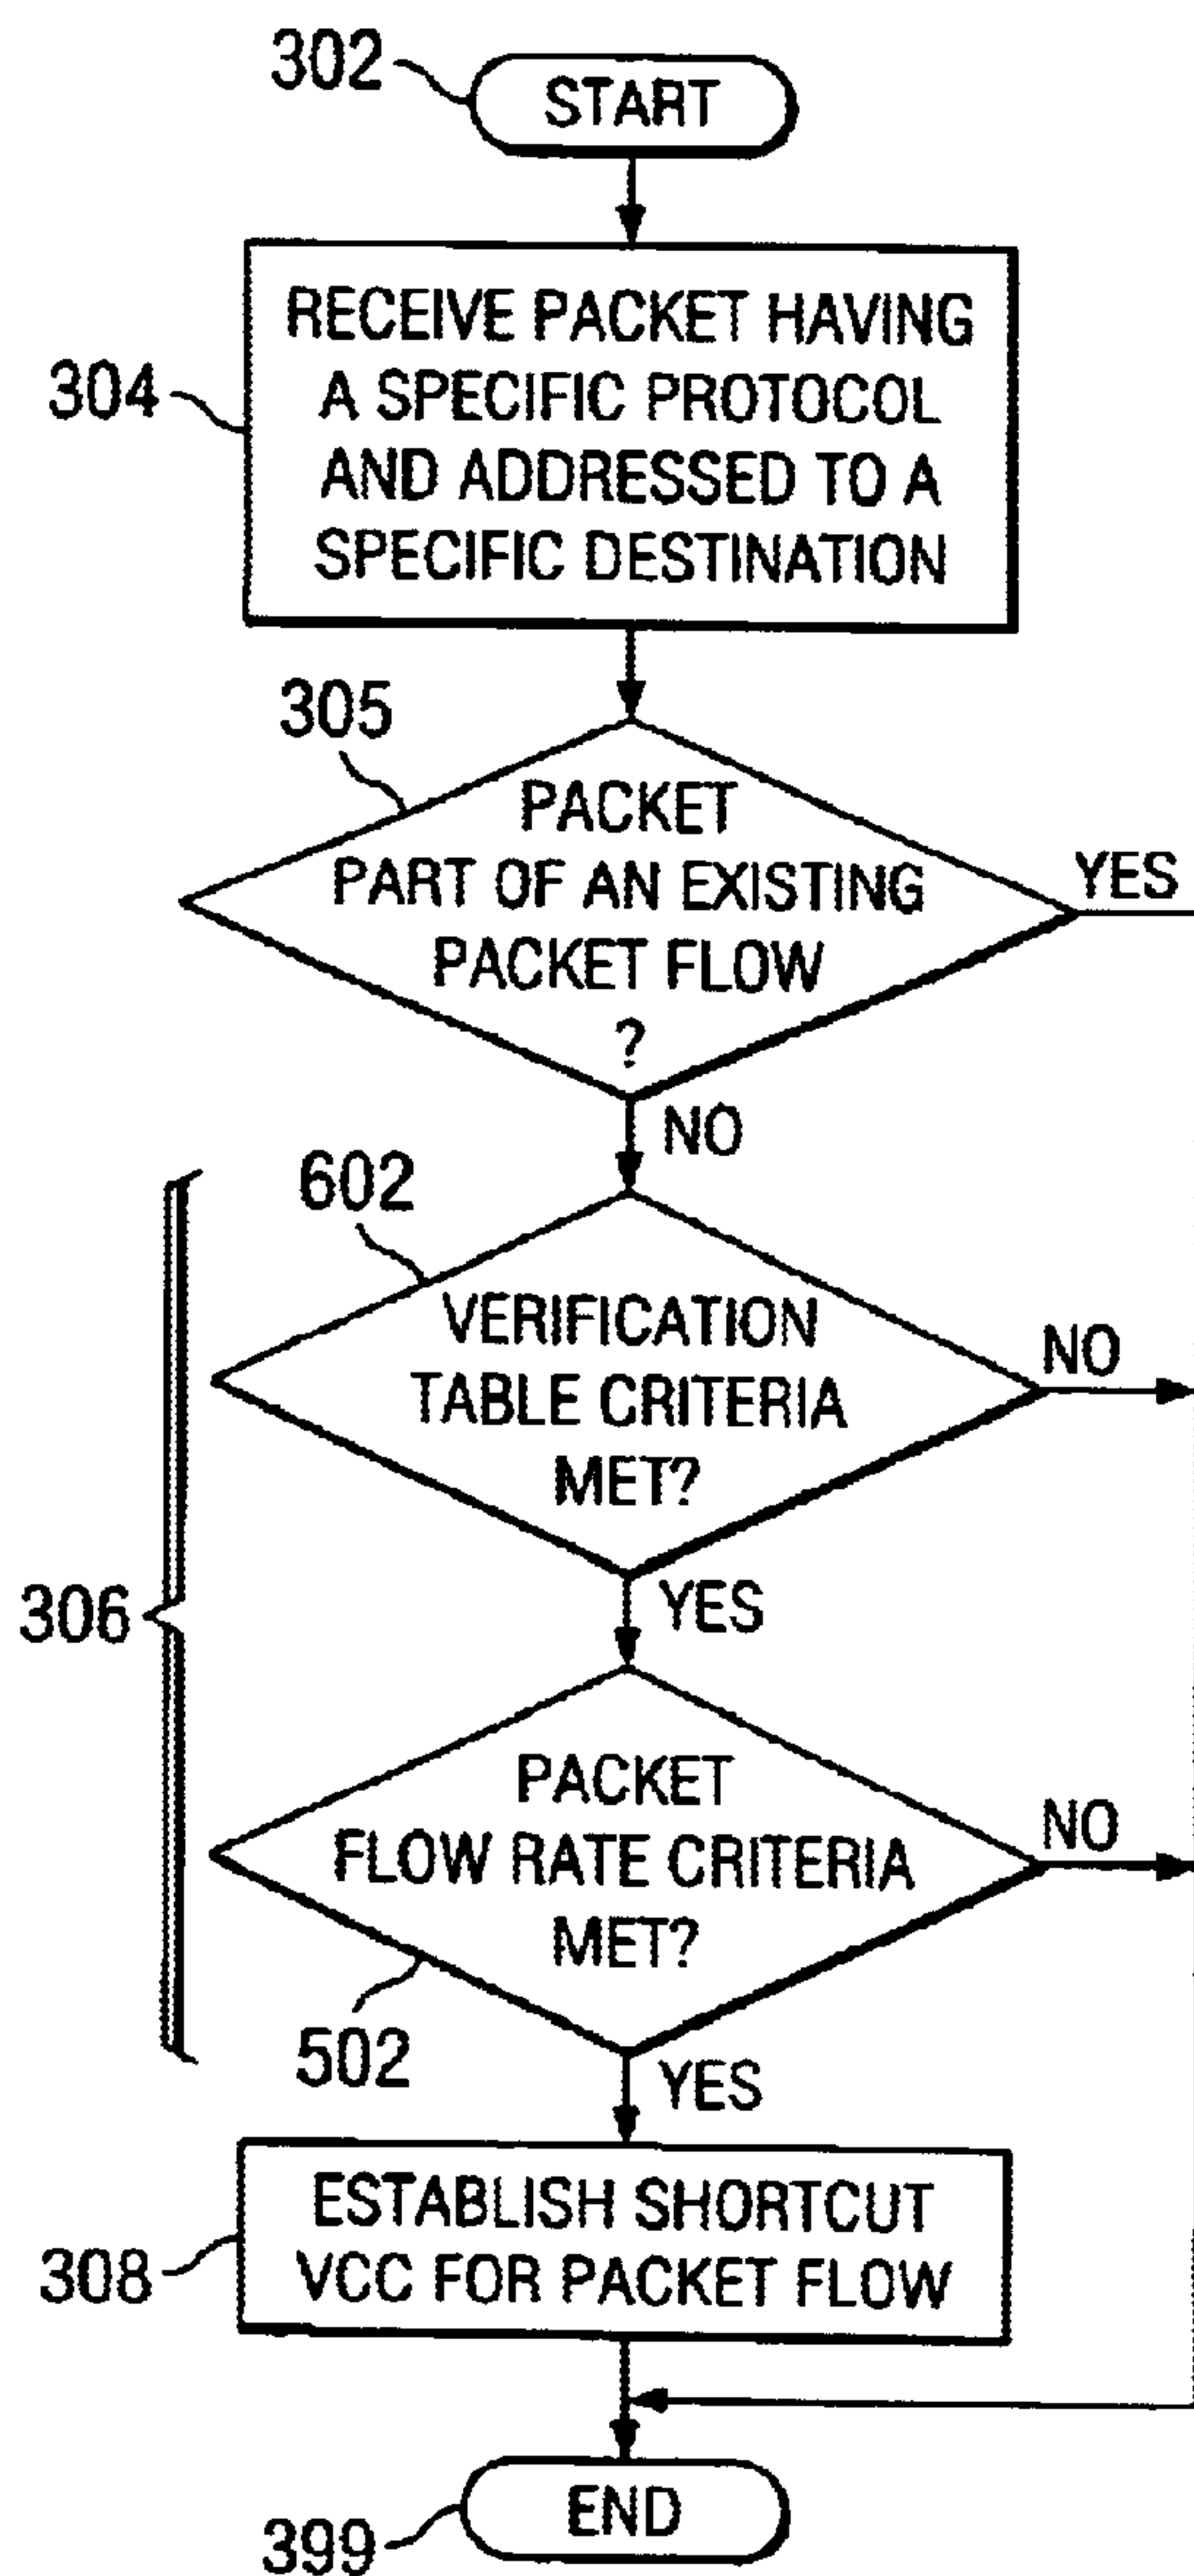 302
START
304
RECEIVE PACKET HAVING
A SPECIFIC PROTOCOL
AND ADDRESSED TO A
SPECIFIC DESTINATION
305
PACKET
PART OF AN EXISTING
PACKET FLOW
?
YES
NO
306
602
VERIFICATION
TABLE CRITERIA
MET?
NO
YES
PACKET
FLOW RATE CRITERIA
MET?
NO
502
YES
308
ESTABLISH SHORTCUT
VCC FOR PACKET FLOW
399
END